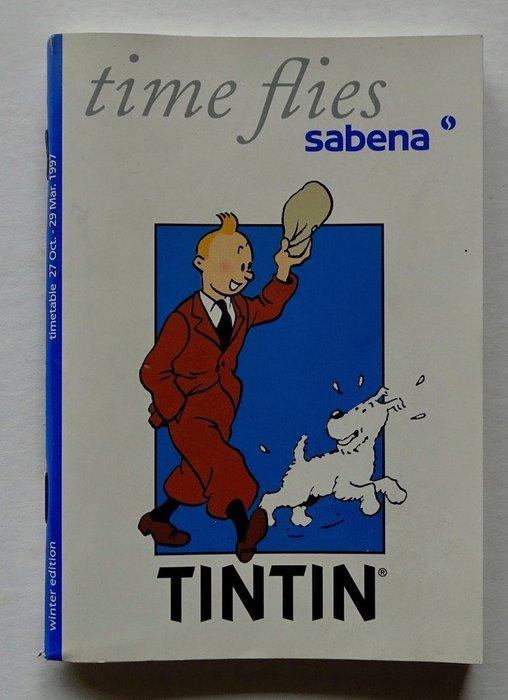 time flies
sabena
timetable 27 Oct. - 29 Mar. 1997
winter edition
TINTIN®